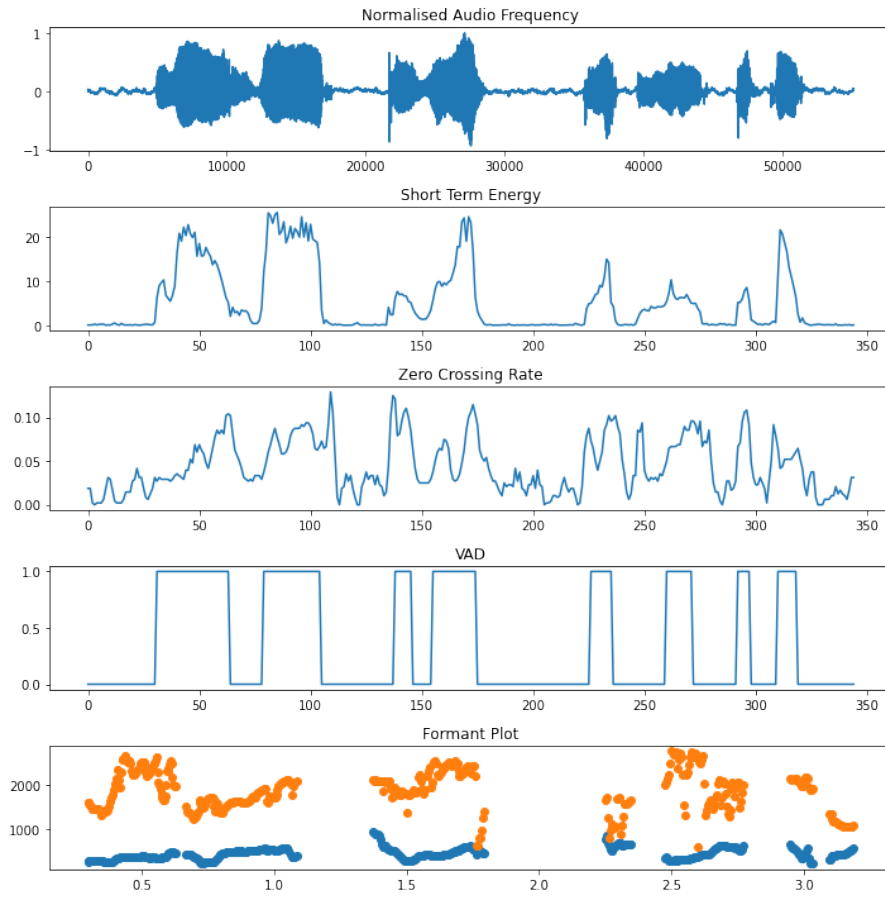 Normalised Audio Frequency
1
0
−1
0 10000 20000 30000 40000 50000
Short Term Energy
20
10
0
0 50 100 150 200 250 300 350
Zero Crossing Rate
0.10
0.05
0.00
0 50 100 150 200 250 300 350
VAD
1.0
0.5
0.0
0 50 100 150 200 250 300 350
Formant Plot
2000
1000
0.5 1.0 1.5 2.0 2.5 3.0